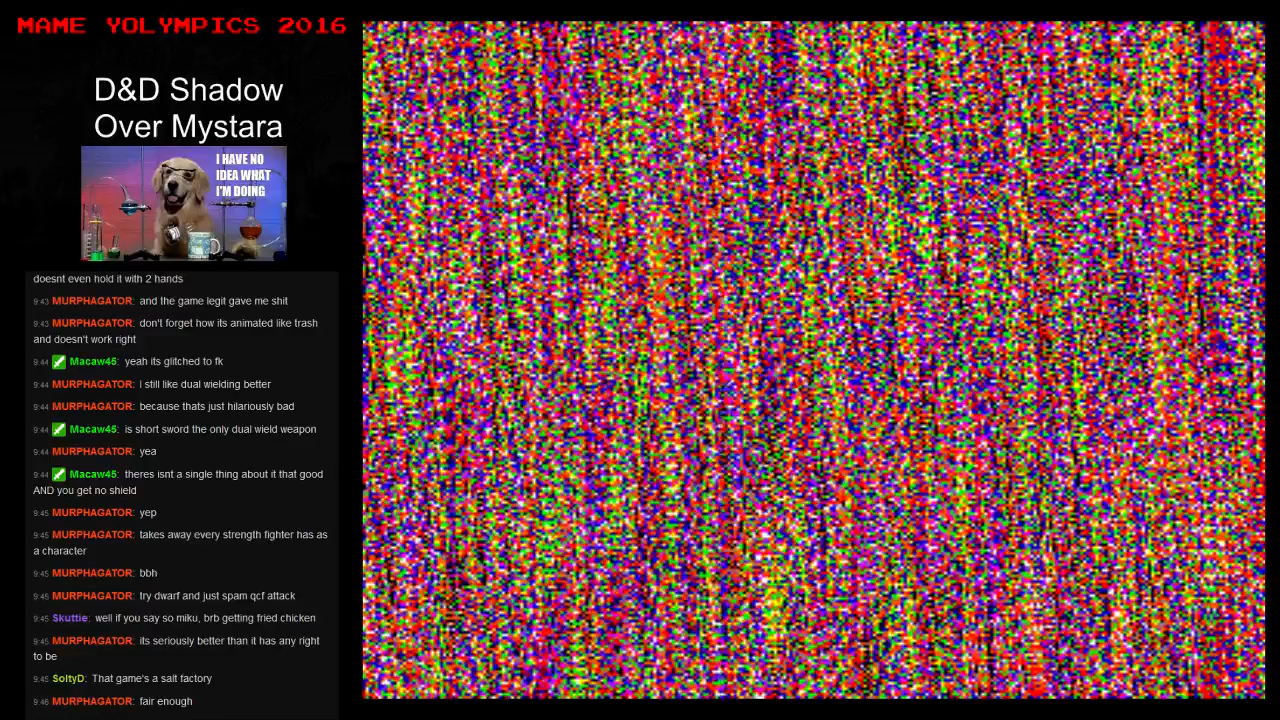 MAME YOLYMPICS 2016
D&D Shadow
Over Mystara
I HAVE NO
IDEA WHAT
I'M DOING
doesnt even hold it with 2 hands
9:43 MURPHAGATOR: and the game legit gave me shit
9:43 MURPHAGATOR: don't forget how its animated like trash
and doesn't work right
9:44 Macaw45: yeah its glitched to fk
9:44 MURPHAGATOR: I still like dual wielding better
9:44 MURPHAGATOR: because thats just hilariously bad
9:44 Macaw45: is short sword the only dual wield weapon
9:44 MURPHAGATOR: yea
9:44 Macaw45: theres isnt a single thing about it that good
AND you get no shield
9:45 MURPHAGATOR: yep
9:45 MURPHAGATOR: takes away every strength fighter has as
a character
9:45 MURPHAGATOR: bbh
9:45 MURPHAGATOR: try dwarf and just spam qcf attack
9:45 Skuttie: well if you say so miku, brb getting fried chicken
9:45 MURPHAGATOR: its seriously better than it has any right
to be
9:45 SoltyD: That game's a salt factory
9:46 MURPHAGATOR: fair enough